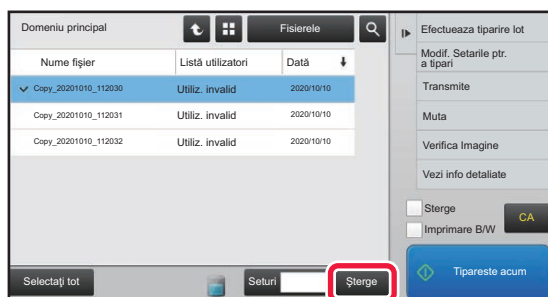 Domeniu principal
Fisierele
Nume fişier
Listă utilizatori
Dată
Copy_20201010_112030
Utiliz. invalid
2020/10/10
Copy_20201010_112031
Utiliz. invalid
2020/10/10
Copy_20201010_112032
Utiliz. invalid
2020/10/10
Selectaţi tot
Seturi
Şterge
Efectueaza tiparire lot
Modif. Setarile ptr.
a tipari
Transmite
Muta
Verifica Imagine
Vezi info detaliate
Sterge
Imprimare B/W
CA
Tipareste acum